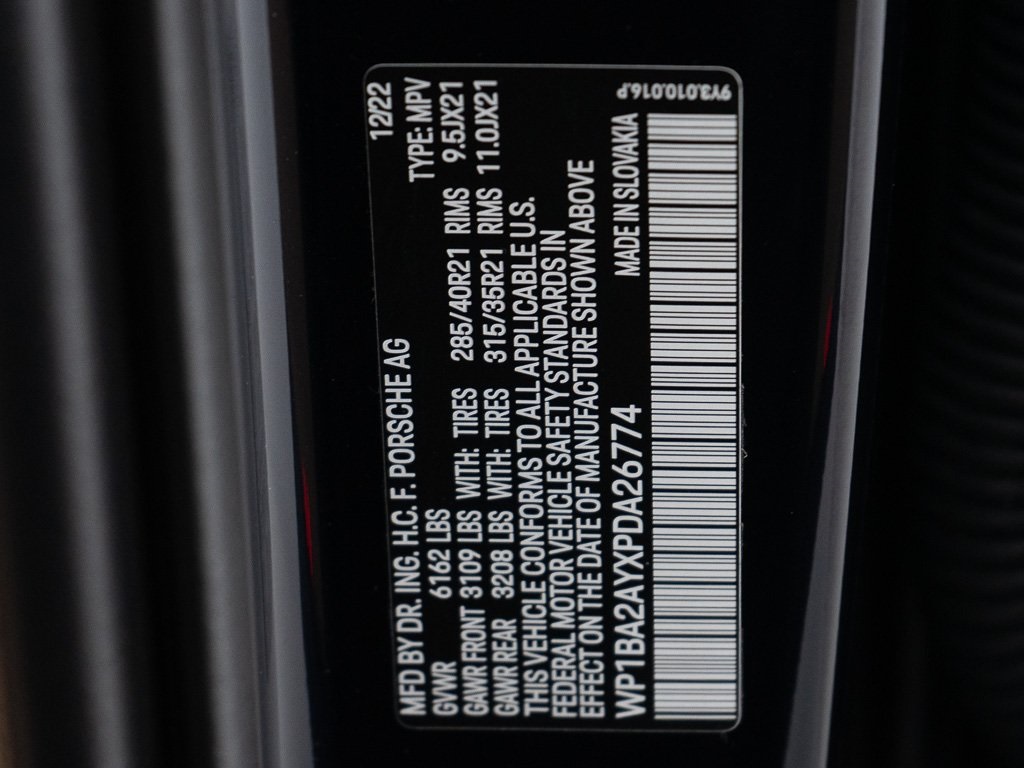 12/22
MFD BY DR. ING. H.C. F. PORSCHE AG
TYPE: MPV
GVWR 6162 LBS
GAWR FRONT 3109 LBS WITH: TIRES 285/40R21 RIMS 9.5JX21
GAWR REAR 3208 LBS WITH: TIRES 315/35R21 RIMS 11.0JX21
THIS VEHICLE CONFORMS TO ALL APPLICABLE U.S.
FEDERAL MOTOR VEHICLE SAFETY STANDARDS IN
EFFECT ON THE DATE OF MANUFACTURE SHOWN ABOVE
WP1BA2AYXPDA26774 MADE IN SLOVAKIA
9Y3.010.016.P